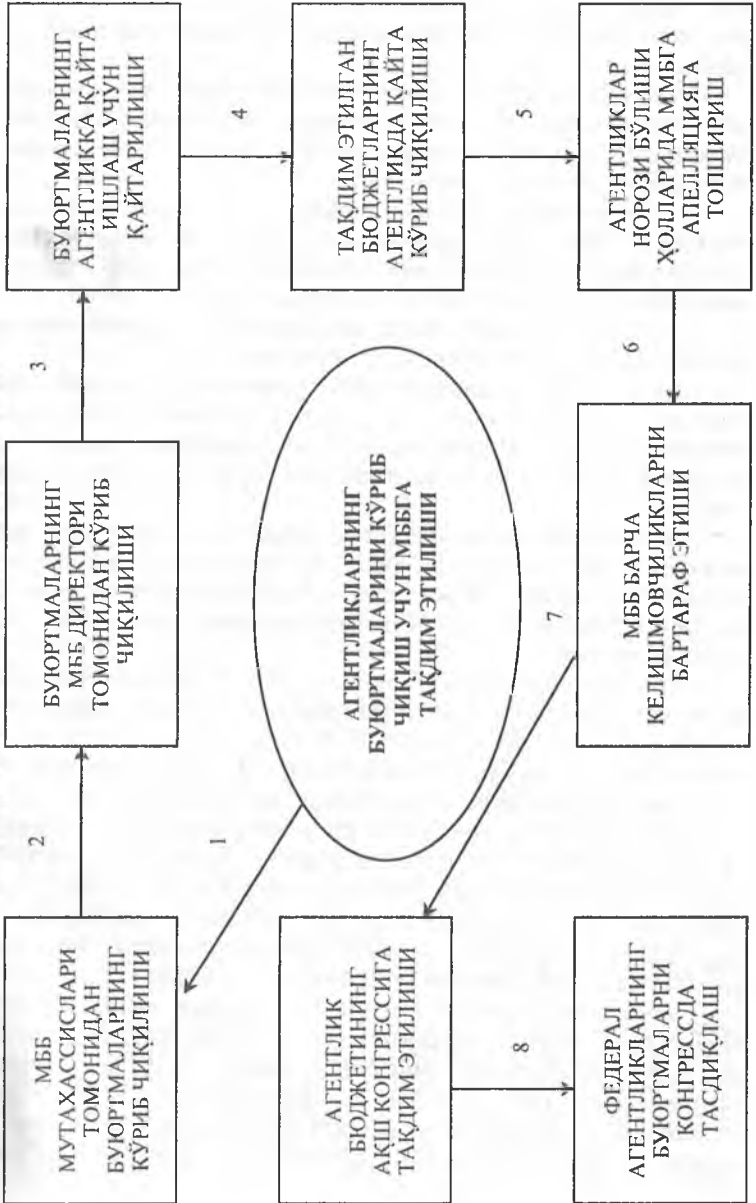 АГЕНТЛИКЛАРНИНГ
БУЮРТМАЛАРИНИ КЎРИБ
ЧИҚИШ УЧУН МББГА
ТАҚДИМ ЭТИЛИШИ
1
МББ
МУТАХАССИСЛАРИ
ТОМОНИДАН
БУЮРТМАЛАРНИНГ
КЎРИБ ЧИҚИЛИШИ
2
БУЮРТМАЛАРНИНГ
МББ ДИРЕКТОРИ
ТОМОНИДАН КЎРИБ
ЧИҚИЛИШИ
3
БУЮРТМАЛАРНИНГ
АГЕНТЛИККА ҚАЙТА
ИШЛАШ УЧУН
ҚАЙТАРИЛИШИ
4
ТАҚДИМ ЭТИЛГАН
БЮДЖЕТЛАРНИНГ
АГЕНТЛИКДА ҚАЙТА
КЎРИБ ЧИҚИЛИШИ
5
АГЕНТЛИКЛАР
НОРОЗИ БЎЛИШИ
ҲОЛЛАРИДА ММБГА
АПЕЛЛЯЦИЯГА
ТОПШИРИШ
6
МББ БАРЧА
КЕЛИШМОВЧИЛИКЛАРНИ
БАРТАРАФ ЭТИШИ
7
АГЕНТЛИК
БЮДЖЕТИНИНГ
АҚШ КОНГРЕССИГА
ТАҚДИМ ЭТИЛИШИ
8
ФЕДЕРАЛ
АГЕНТЛИКЛАРНИНГ
БУЮРТМАЛАРНИ
КОНГРЕССДА
ТАСДИҚЛАШ